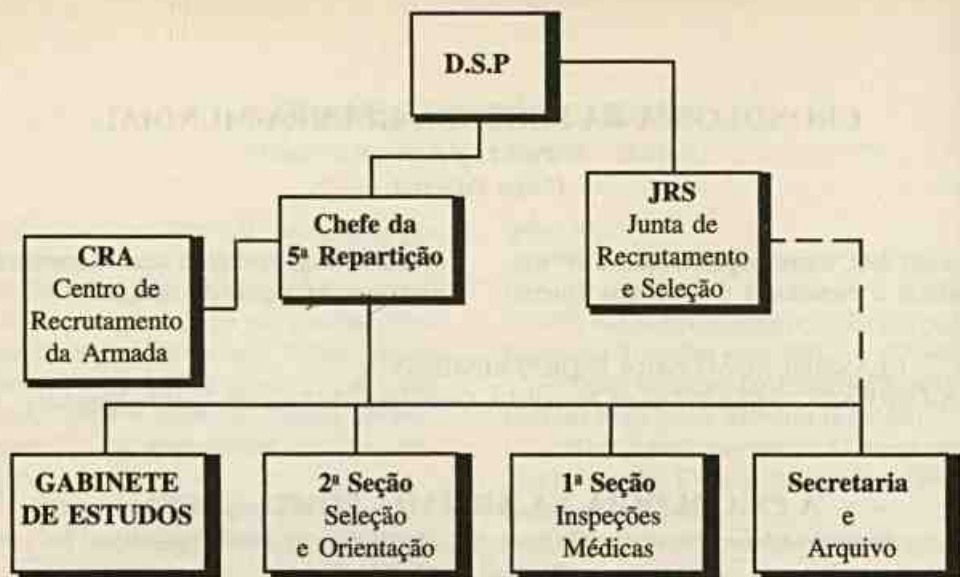 D.S.P
Chefe da
5ª Repartição
JRS
Junta de
Recrutamento
e Seleção
CRA
Centro de
Recrutamento
da Armada
GABINETE
DE ESTUDOS
2ª Seção
Seleção
e Orientação
1ª Seção
Inspeções
Médicas
Secretaria
e
Arquivo